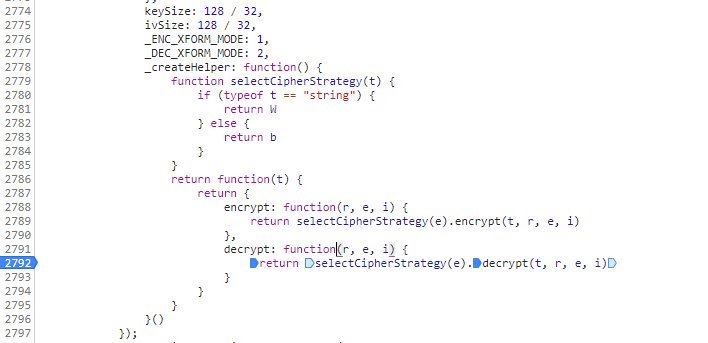 2774 keySize: 128 / 32,
2775 ivSize: 128 / 32,
2776 _ENC_XFORM_MODE: 1,
2777 _DEC_XFORM_MODE: 2,
2778 _createHelper: function() {
2779 function selectCipherStrategy(t) {
2780 if (typeof t == "string") {
2781 return W
2782 } else {
2783 return b
2784 }
2785 }
2786 return function(t) {
2787 return {
2788 encrypt: function(r, e, i) {
2789 return selectCipherStrategy(e).encrypt(t, r, e, i)
2790 },
2791 decrypt: function(r, e, i) {
2792 return selectCipherStrategy(e).decrypt(t, r, e, i)
2793 }
2794 }
2795 }
2796 }()
2797 });